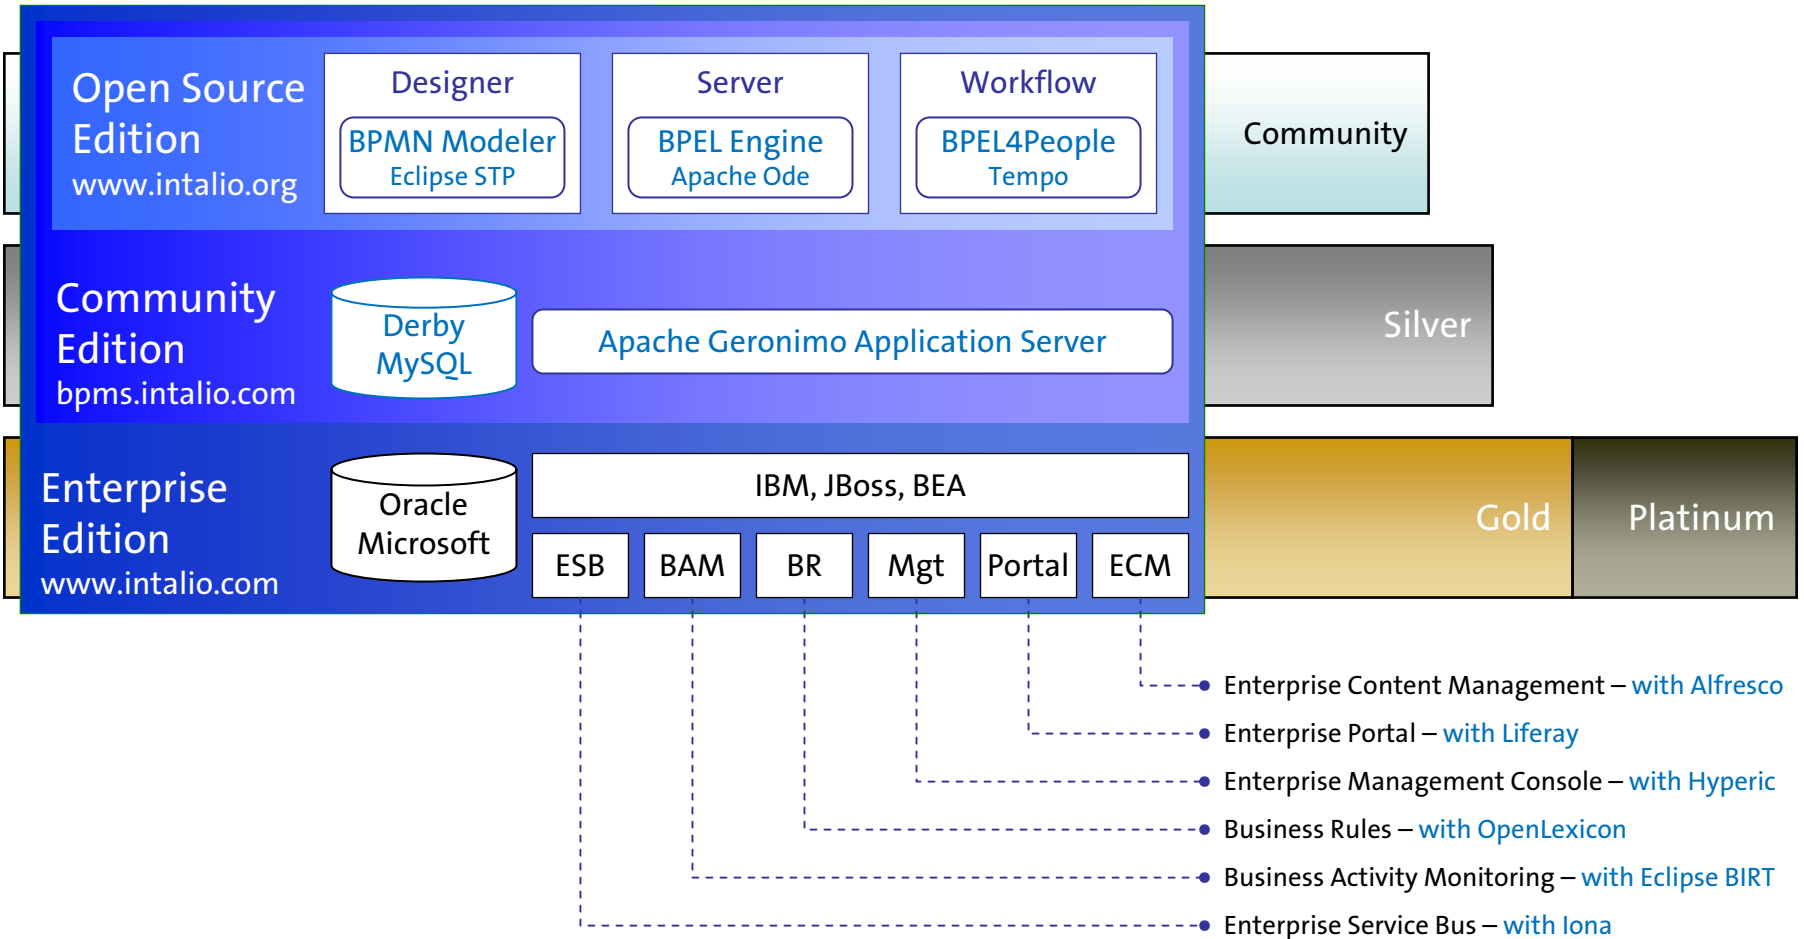 Open Source
Edition
www.intalio.org
Designer
BPMN Modeler
Eclipse STP
Server
BPEL Engine
Apache Ode
Workflow
BPEL4People
Tempo
Community
Community
Edition
bpms.intalio.com
Derby
MySQL
Apache Geronimo Application Server
Silver
Enterprise
Edition
www.intalio.com
Oracle
Microsoft
IBM, JBoss, BEA
ESB
BAM
BR
Mgt
Portal
ECM
Gold
Platinum
Enterprise Content Management – with Alfresco
Enterprise Portal – with Liferay
Enterprise Management Console – with Hyperic
Business Rules – with OpenLexicon
Business Activity Monitoring – with Eclipse BIRT
Enterprise Service Bus – with Iona